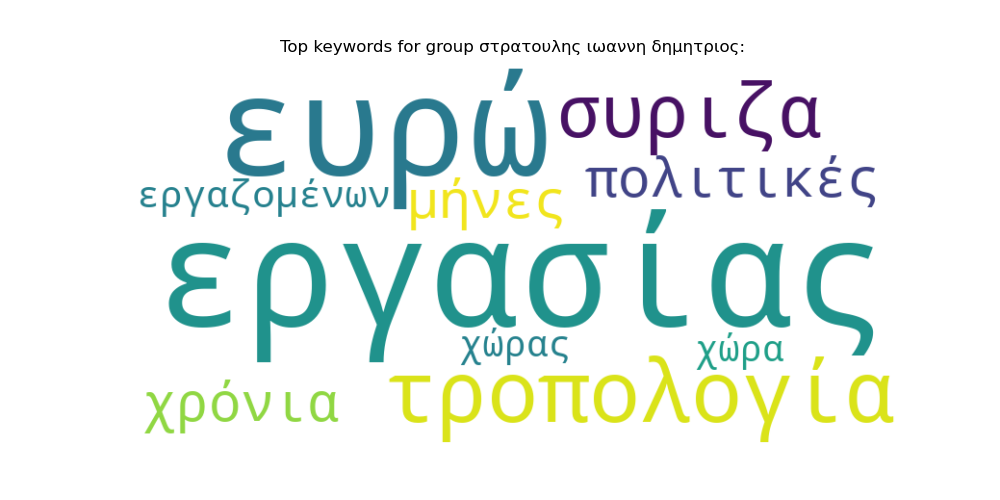 Top keywords for group στρατουλης ιωαννη δημητριος:
ευρώ συριζα
πολιτικές
εργαζομένων μήνες
εργασίας
χώρας χώρα
χρόνια τροπολογία